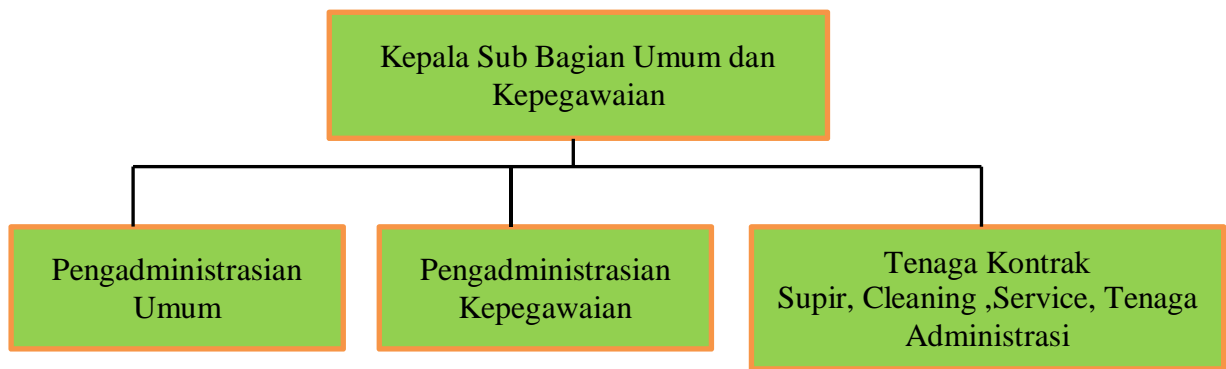 Kepala Sub Bagian Umum dan
Kepegawaian
Pengadministrasian
Umum
Pengadministrasian
Kepegawaian
Tenaga Kontrak
Supir, Cleaning ,Service, Tenaga
Administrasi